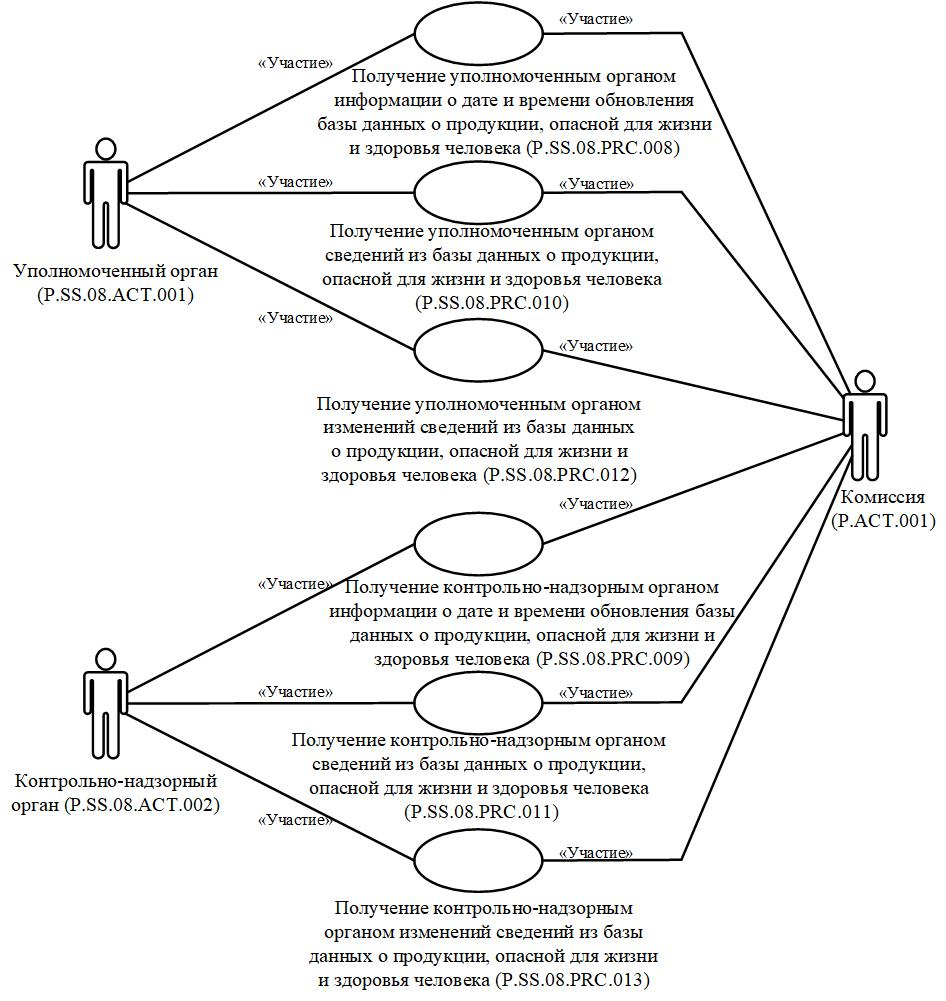 «Участие»
«Участие»
Получение уполномоченным органом
информации о дате и времени обновления
базы данных о продукции, опасной для жизни
и здоровья человека (P.SS.08.PRC.008)
«Участие»
«Участие»
Уполномоченный орган
(P.SS.08.ACT.001)
Получение уполномоченным органом
сведений из базы данных о продукции,
опасной для жизни и здоровья человека
(P.SS.08.PRC.010)
«Участие»
«Участие»
Получение уполномоченным органом
изменений сведений из базы данных
о продукции, опасной для жизни и
здоровья человека (P.SS.08.PRC.012)
Комиссия
(P.ACT.001)
«Участие»
«Участие»
Получение контрольно-надзорным органом
информации о дате и времени обновления базы
данных о продукции, опасной для жизни и
здоровья человека (P.SS.08.PRC.009)
«Участие»
«Участие»
Получение контрольно-надзорным органом
сведений из базы данных о продукции,
опасной для жизни и здоровья человека
(P.SS.08.PRC.011)
Контрольно-надзорный
орган (P.SS.08.ACT.002)
«Участие»
«Участие»
Получение контрольно-надзорным
органом изменений сведений из базы
данных о продукции, опасной для жизни
и здоровья человека (P.SS.08.PRC.013)